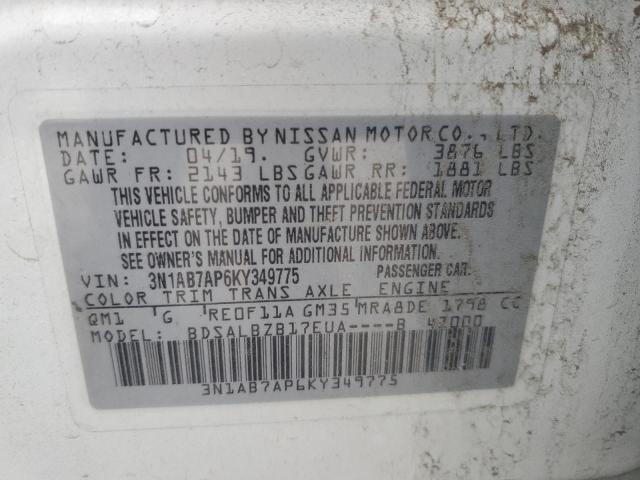 MANUFACTURED BY NISSAN MOTOR CO., LTD.
DATE: 04/19. GVWR: 3876 LBS
GAWR FR: 2143 LBS GAWR RR: 1881 LBS
THIS VEHICLE CONFORMS TO ALL APPLICABLE FEDERAL MOTOR
VEHICLE SAFETY, BUMPER AND THEFT PREVENTION STANDARDS
IN EFFECT ON THE DATE OF MANUFACTURE SHOWN ABOVE.
SEE OWNER'S MANUAL FOR ADDITIONAL INFORMATION.
VIN: 3N1AB7AP6KY349775 PASSENGER CAR.
COLOR TRIM TRANS AXLE ENGINE
QM1 G RE0F11A GM35 MRA8DE 1798 CC
MODEL: BDSALBZB17EUA----B 42000
3N1AB7AP6KY349775